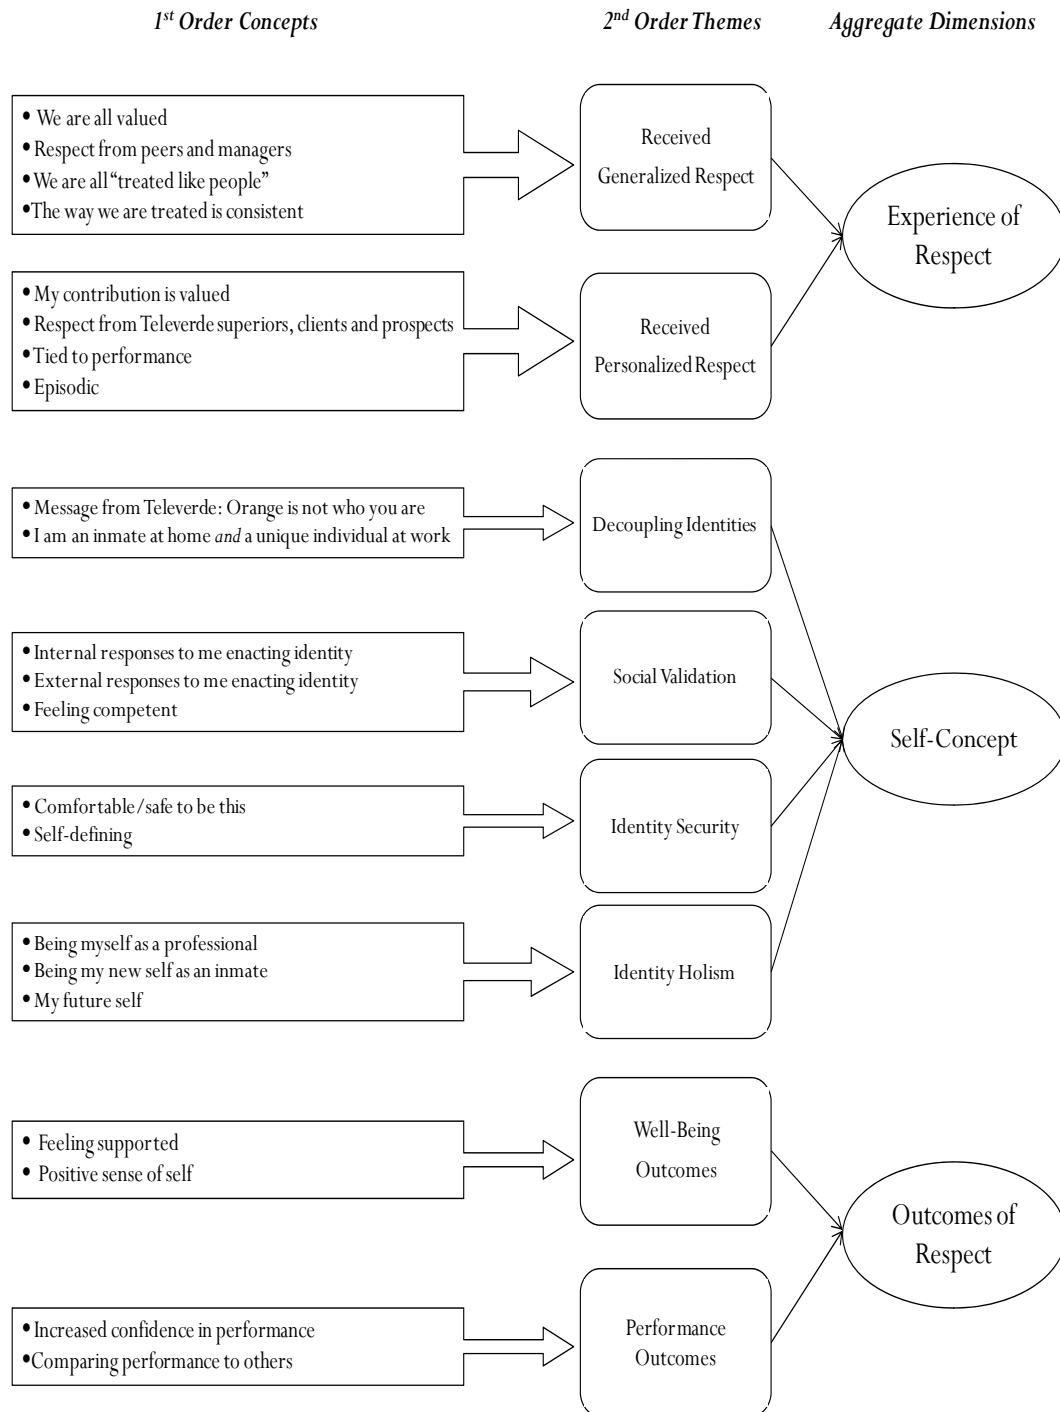 1st Order Concepts
2nd Order Themes
Aggregate Dimensions
• We are all valued
• Respect from peers and managers
• We are all “treated like people”
• The way we are treated is consistent
Received
Generalized Respect
Experience of
Respect
• My contribution is valued
• Respect from Televerde superiors, clients and prospects
• Tied to performance
• Episodic
Received
Personalized Respect
• Message from Televerde: Orange is not who you are
• I am an inmate at home and a unique individual at work
Decoupling Identities
• Internal responses to me enacting identity
• External responses to me enacting identity
• Feeling competent
Social Validation
Self-Concept
• Comfortable/safe to be this
• Self-defining
Identity Security
• Being myself as a professional
• Being my new self as an inmate
• My future self
Identity Holism
• Feeling supported
• Positive sense of self
Well-Being
Outcomes
Outcomes of
Respect
• Increased confidence in performance
• Comparing performance to others
Performance
Outcomes